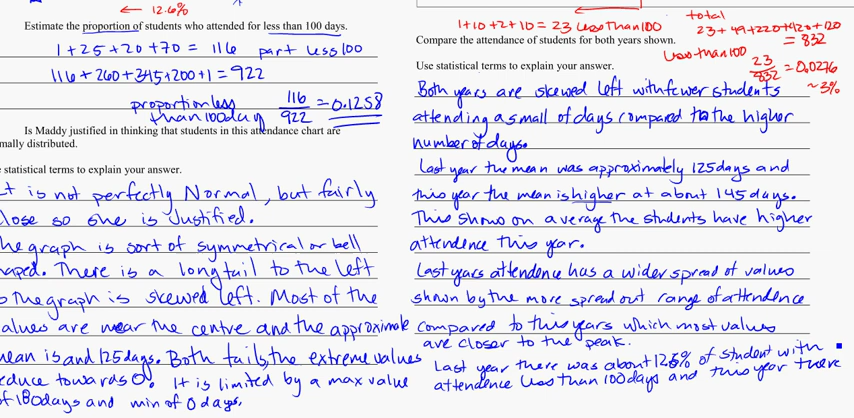 ← 12.6%
Estimate the proportion of students who attended for less than 100 days.
1+25+20+70 = 116 part less 100
116+260+345+200+1 = 922
proportion less than 100 day 116/922 = 0.1258
Is Maddy justified in thinking that students in this attendance chart are
mally distributed.
e statistical terms to explain your answer.
t is not perfectly Normal, but fairly
lose so she is Justified.
he graph is sort of symmetrical or bell
haped. There is a long tail to the left
o the graph is skewed left. Most of the
alues are near the centre and the approximate
mean is and 125days. Both tails, the extreme values
educe towards 0. It is limited by a max value
of 180days and min of 0 days,
1+10+2+10 = 23 less than 100
total
23+49+220+420+120
= 832
Compare the attendance of students for both years shown.
less than 100
23/832 = 0.0276
~3%
Use statistical terms to explain your answer.
Both years are skewed left with fewer students
attending a small of days compared to the higher
number of days.
Last year the mean was approximately 125days and
this year the mean is higher at about 145 days.
This shows on average the students have higher
attendence this year.
Last years attendence has a wider spread of values
shown by the more spread out range of attendence
compared to this years which most values
are closer to the peak.
Last year there was about 12.5% of student with
attendence less than 100 days and this year there